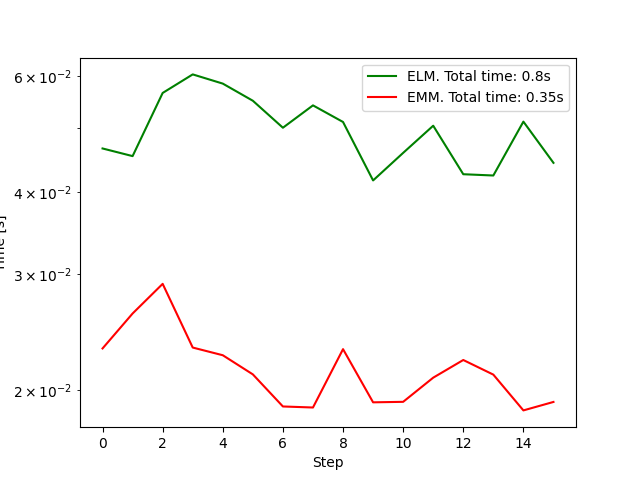 ELM. Total time: 0.8s
EMM. Total time: 0.35s
6 × 10⁻²
4 × 10⁻²
3 × 10⁻²
2 × 10⁻²
Time [s]
0 2 4 6 8 10 12 14
Step